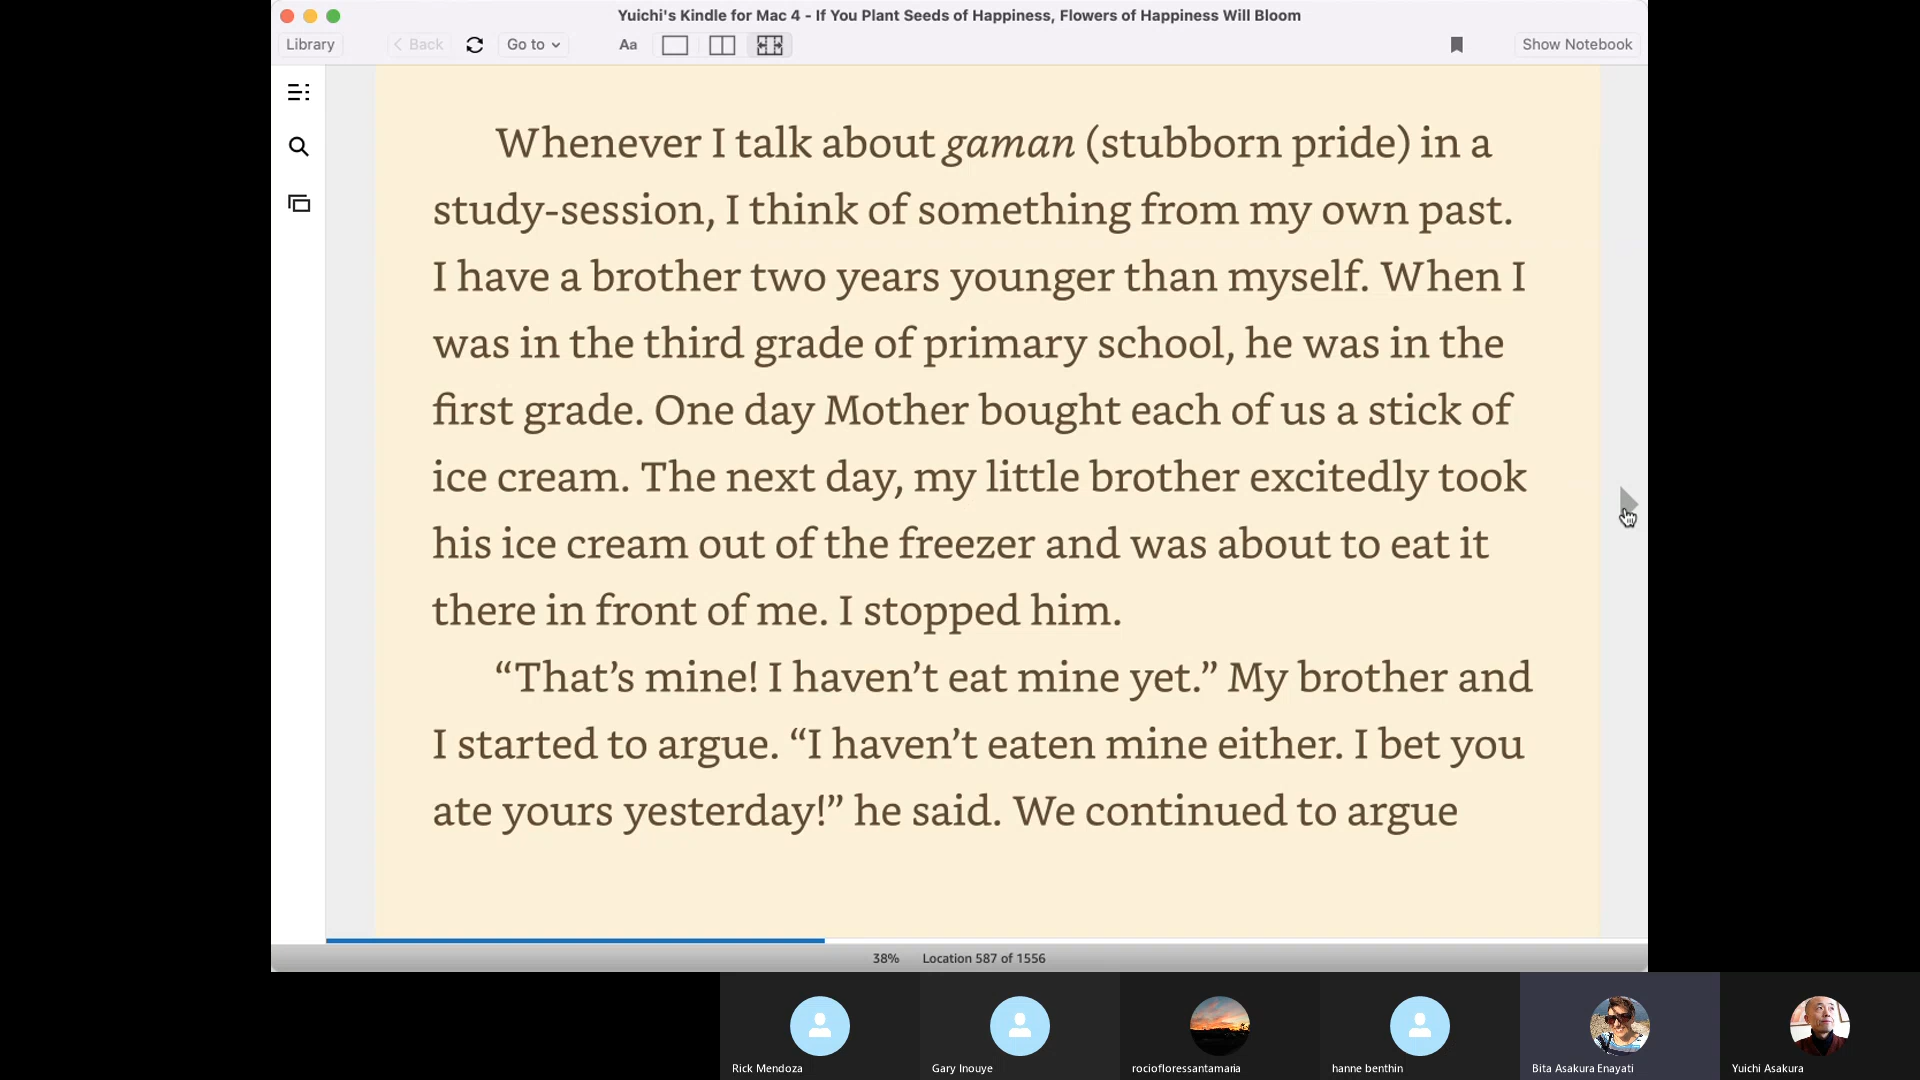 Yuichi's Kindle for Mac 4 - If You Plant Seeds of Happiness, Flowers of Happiness Will Bloom
Library
Back
Go to
Aa
Show Notebook
Whenever I talk about gaman (stubborn pride) in a
study-session, I think of something from my own past.
I have a brother two years younger than myself. When I
was in the third grade of primary school, he was in the
first grade. One day Mother bought each of us a stick of
ice cream. The next day, my little brother excitedly took
his ice cream out of the freezer and was about to eat it
there in front of me. I stopped him.
“That’s mine! I haven’t eat mine yet.” My brother and
I started to argue. “I haven’t eaten mine either. I bet you
ate yours yesterday!” he said. We continued to argue
38% Location 587 of 1556
Rick Mendoza
Gary Inouye
rociofloressantamaria
hanne benthin
Bita Asakura Enayati
Yuichi Asakura